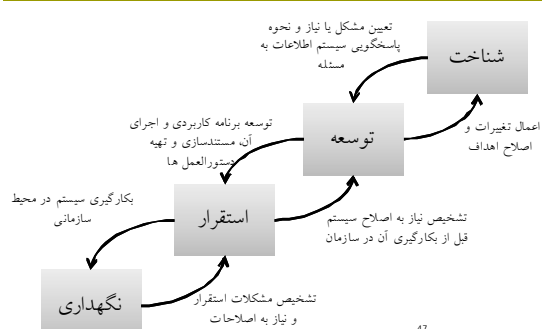 تعیین مشکل یا نیاز و نحوه
پاسخگویی سیستم اطلاعات به
مسئله
شناخت
اعمال تغییرات و
اصلاح اهداف
توسعه برنامه کاربردی و اجرای
آن، مستندسازی و تهیه
دستورالعمل ها
توسعه
تشخیص نیاز به اصلاح سیستم
قبل از بکارگیری آن در سازمان
بکارگیری سیستم در محیط
سازمانی
استقرار
تشخیص مشکلات استقرار
و نیاز به اصلاحات
نگهداری
47